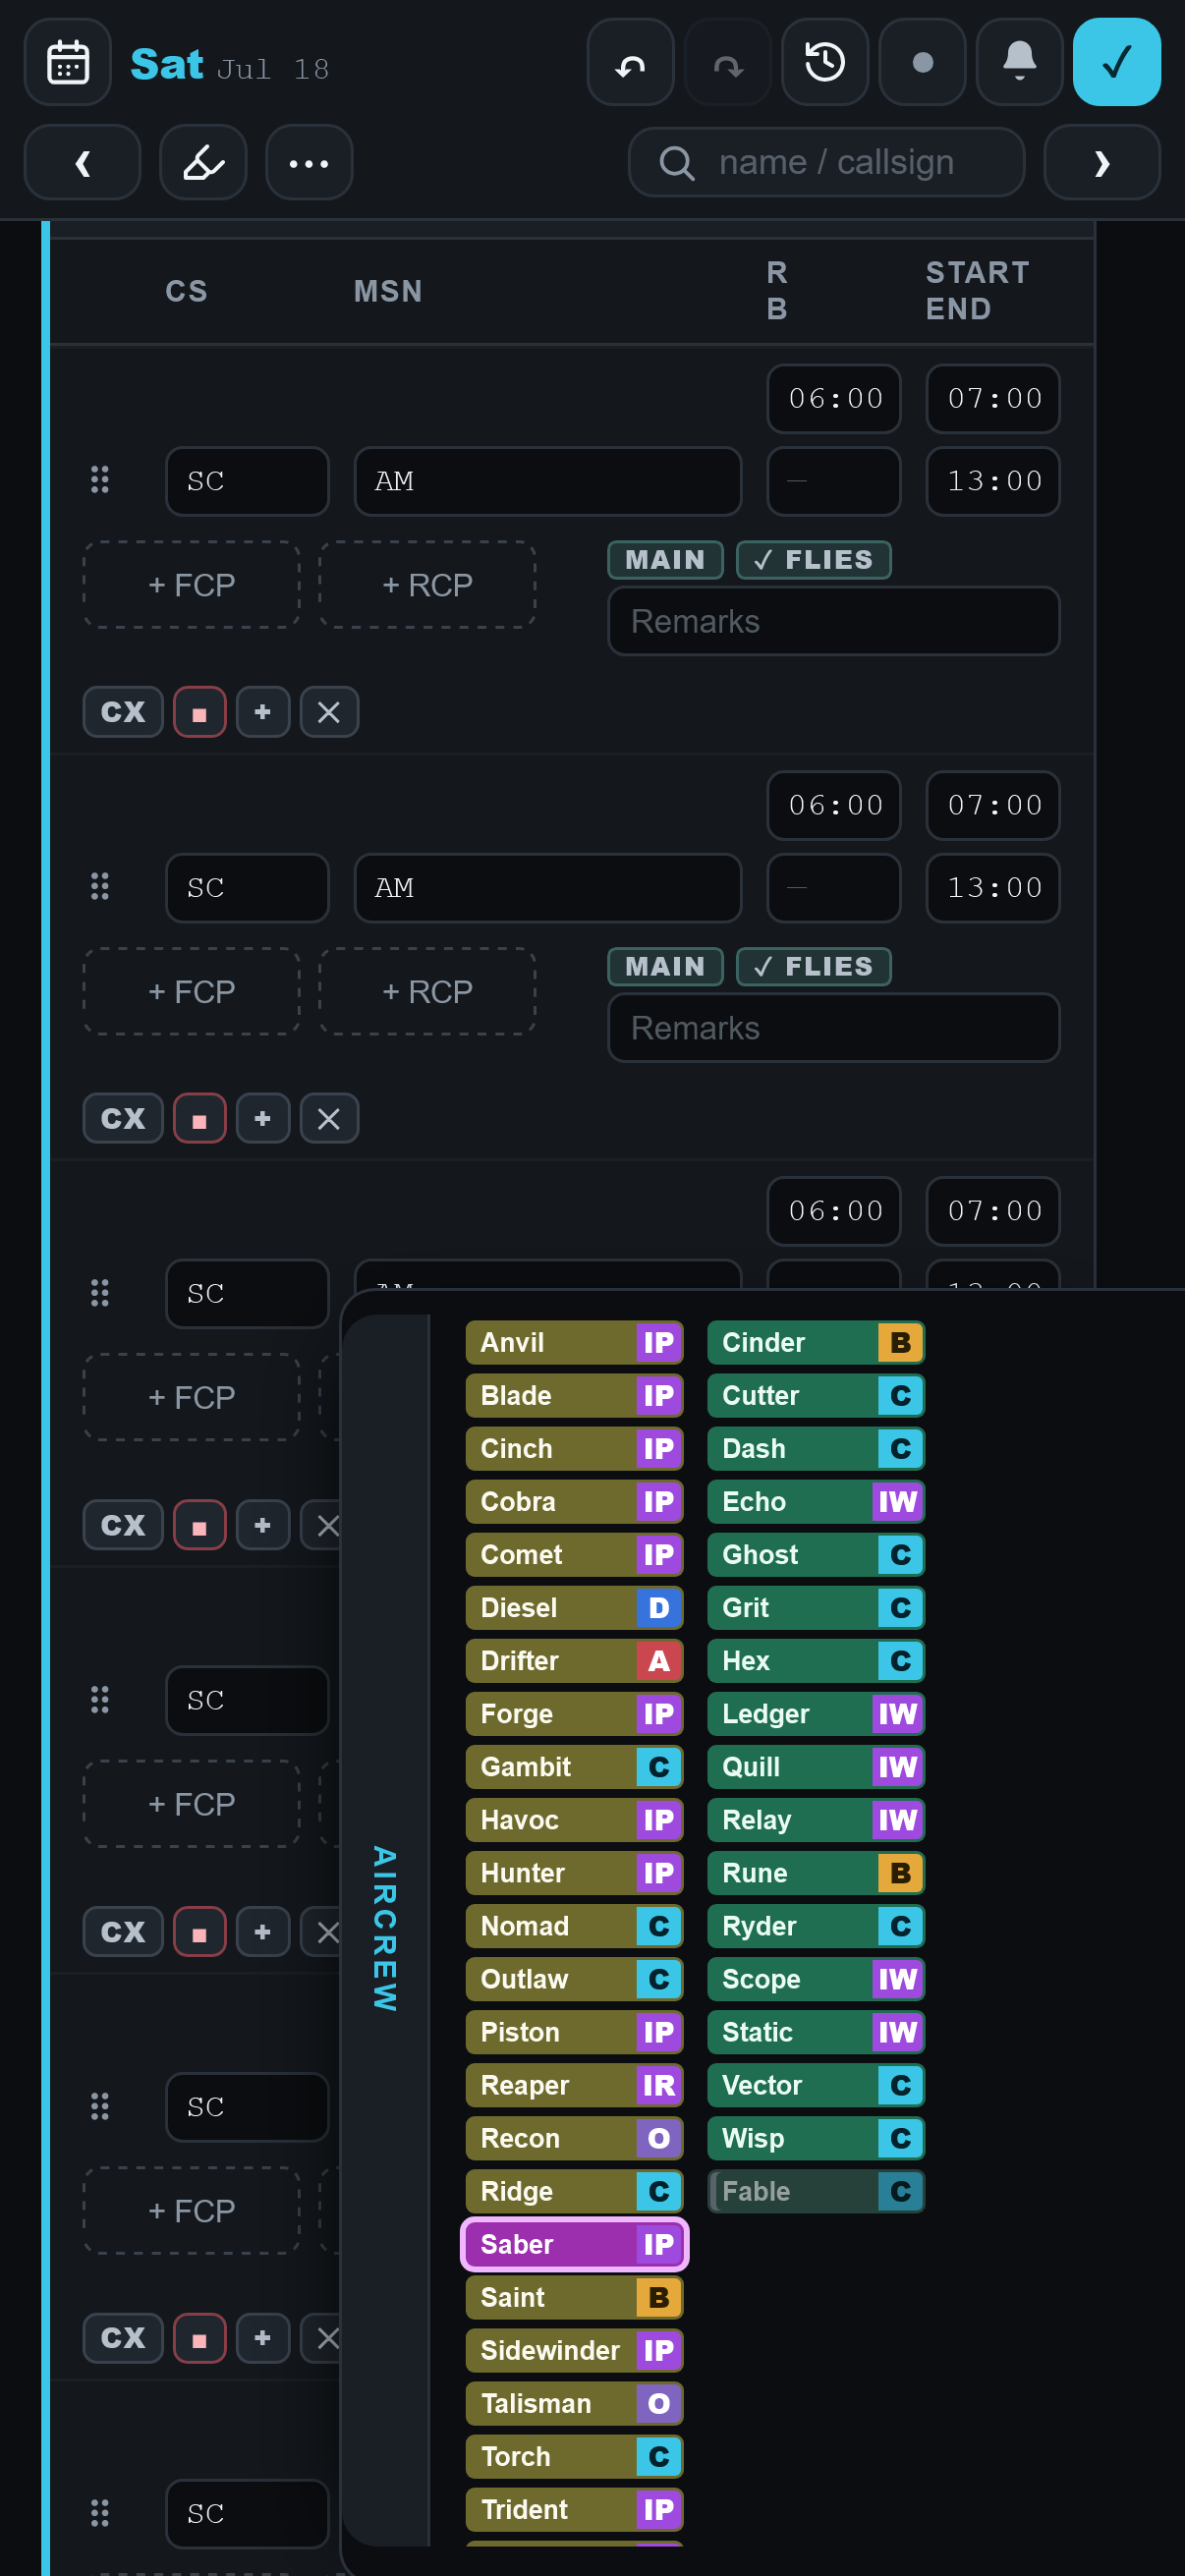 Sat Jul 18
name / callsign
CS MSN R B START END
06:00 07:00
SC AM — 13:00
+ FCP + RCP MAIN ✓ FLIES
Remarks
CX + ×
06:00 07:00
SC AM — 13:00
+ FCP + RCP MAIN ✓ FLIES
Remarks
CX + ×
06:00 07:00
SC AM 13:00
+ FCP
CX + ×
SC
+ FCP
CX + ×
SC
+ FCP
CX + ×
SC
AIRCREW
Anvil IP
Blade IP
Cinch IP
Cobra IP
Comet IP
Diesel D
Drifter A
Forge IP
Gambit C
Havoc IP
Hunter IP
Nomad C
Outlaw C
Piston IP
Reaper IR
Recon O
Ridge C
Saber IP
Saint B
Sidewinder IP
Talisman O
Torch C
Trident IP
Cinder B
Cutter C
Dash C
Echo IW
Ghost C
Grit C
Hex C
Ledger IW
Quill IW
Relay IW
Rune B
Ryder C
Scope IW
Static IW
Vector C
Wisp C
Fable C